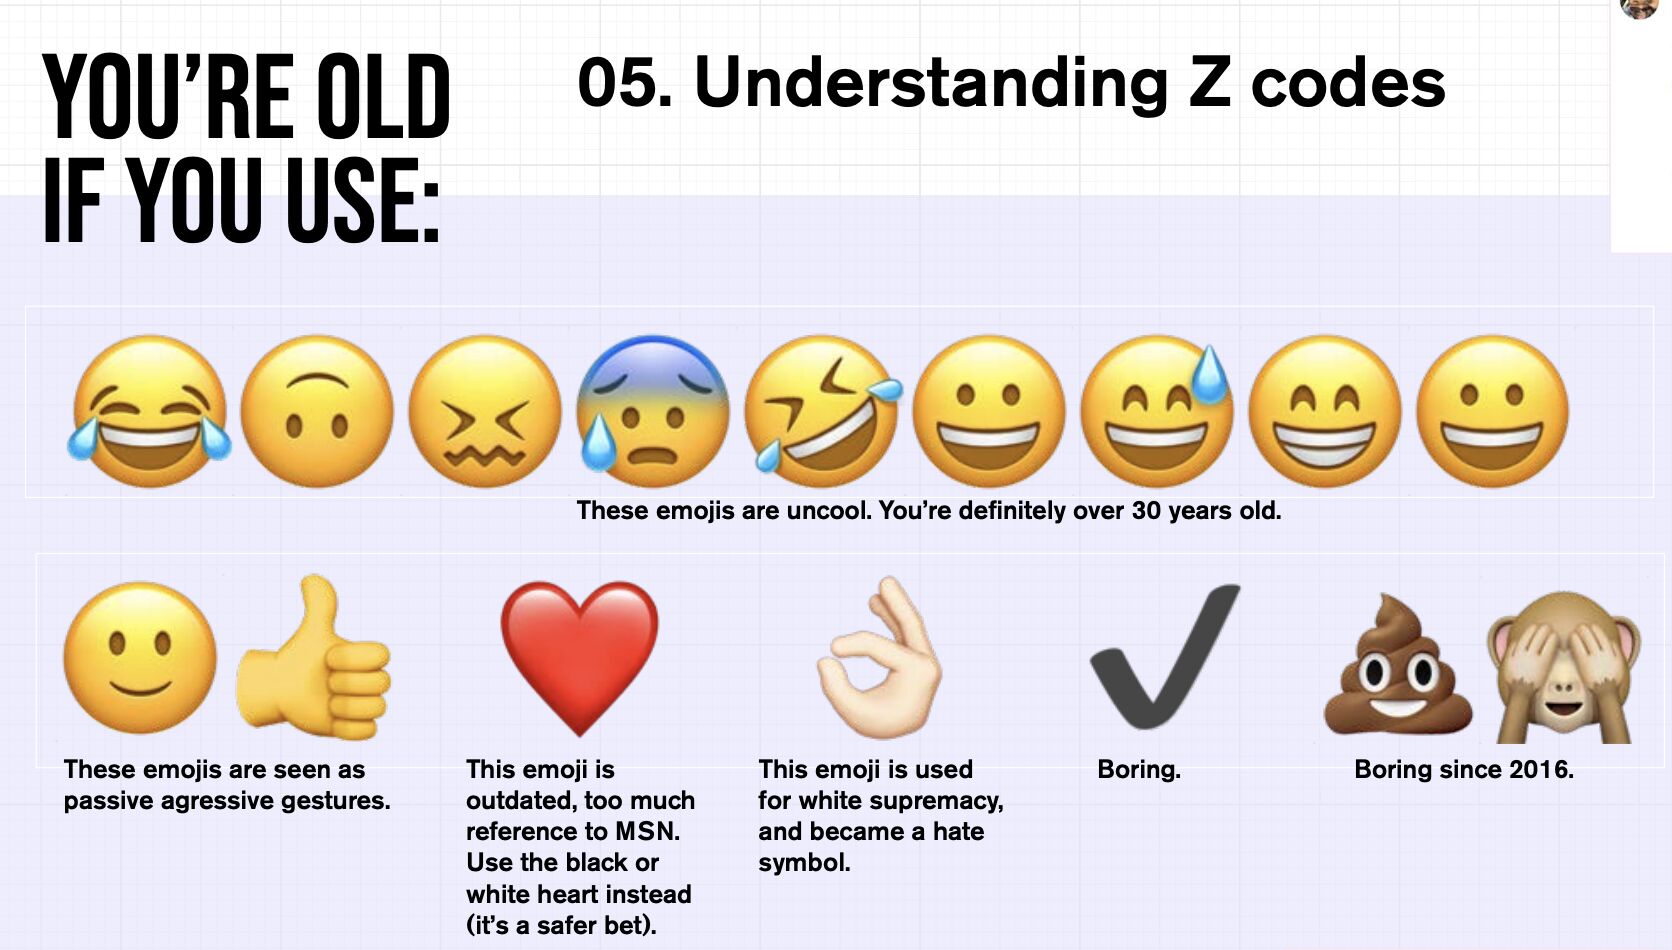 YOU’RE OLD
IF YOU USE:
05. Understanding Z codes
These emojis are uncool. You’re definitely over 30 years old.
These emojis are seen as
passive agressive gestures.
This emoji is
outdated, too much
reference to MSN.
Use the black or
white heart instead
(it’s a safer bet).
This emoji is used
for white supremacy,
and became a hate
symbol.
Boring.
Boring since 2016.